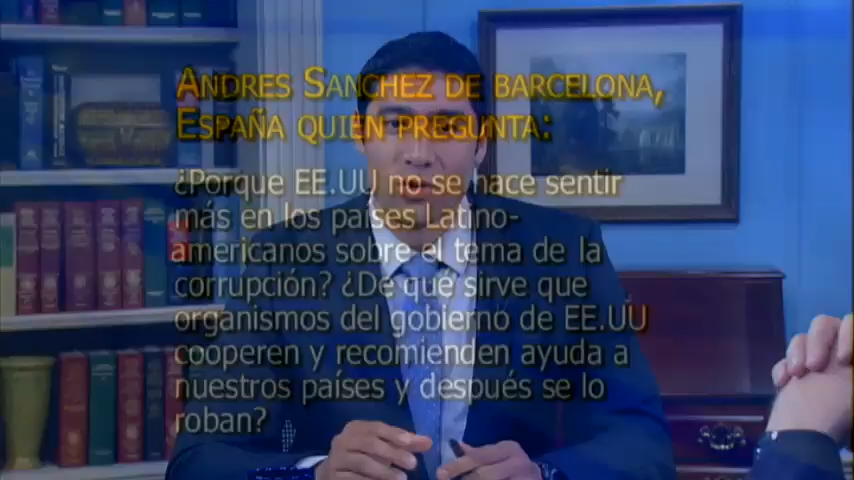 ANDRES SANCHEZ DE BARCELONA,
ESPAÑA QUIEN PREGUNTA:
¿Porque EE.UU no se hace sentir
más en los países Latino-
americanos sobre el tema de la
corrupción? ¿De que sirve que
organismos del gobierno de EE.UU
cooperen y recomienden ayuda a
nuestros países y después se lo
roban?